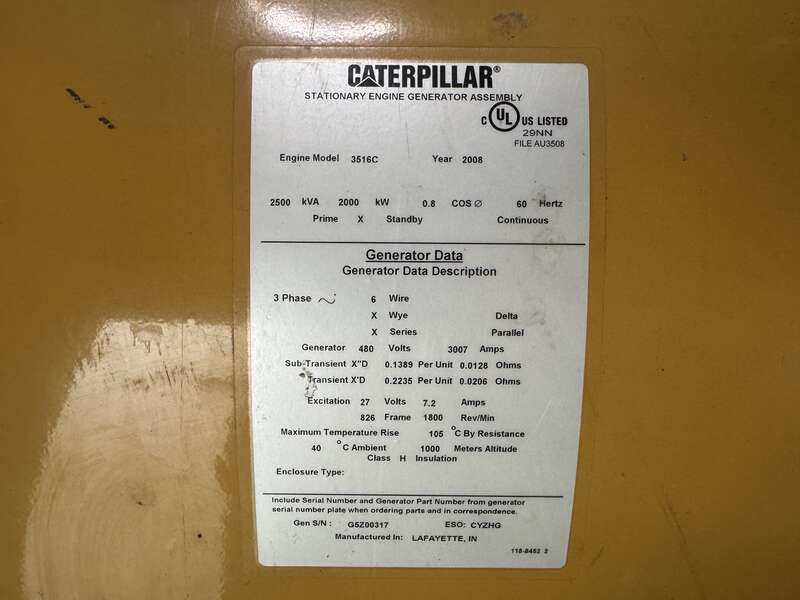 CATERPILLAR®
STATIONARY ENGINE GENERATOR ASSEMBLY
C UL US LISTED
29NN
FILE AU3508
Engine Model 3516C Year 2008
2500 kVA 2000 kW 0.8 COS ∅ 60 Hertz
Prime X Standby Continuous
Generator Data
Generator Data Description
3 Phase 6 Wire
X Wye Delta
X Series Parallel
Generator 480 Volts 3007 Amps
Sub-Transient X"D 0.1389 Per Unit 0.0128 Ohms
Transient X'D 0.2235 Per Unit 0.0206 Ohms
Excitation 27 Volts 7.2 Amps
826 Frame 1800 Rev/Min
Maximum Temperature Rise 105 °C By Resistance
40 °C Ambient 1000 Meters Altitude
Class H Insulation
Enclosure Type:
Include Serial Number and Generator Part Number from generator
serial number plate when ordering parts and in correspondence.
Gen S/N : G5Z00317 ESO: CYZHG
Manufactured In: LAFAYETTE, IN
118-8452 2